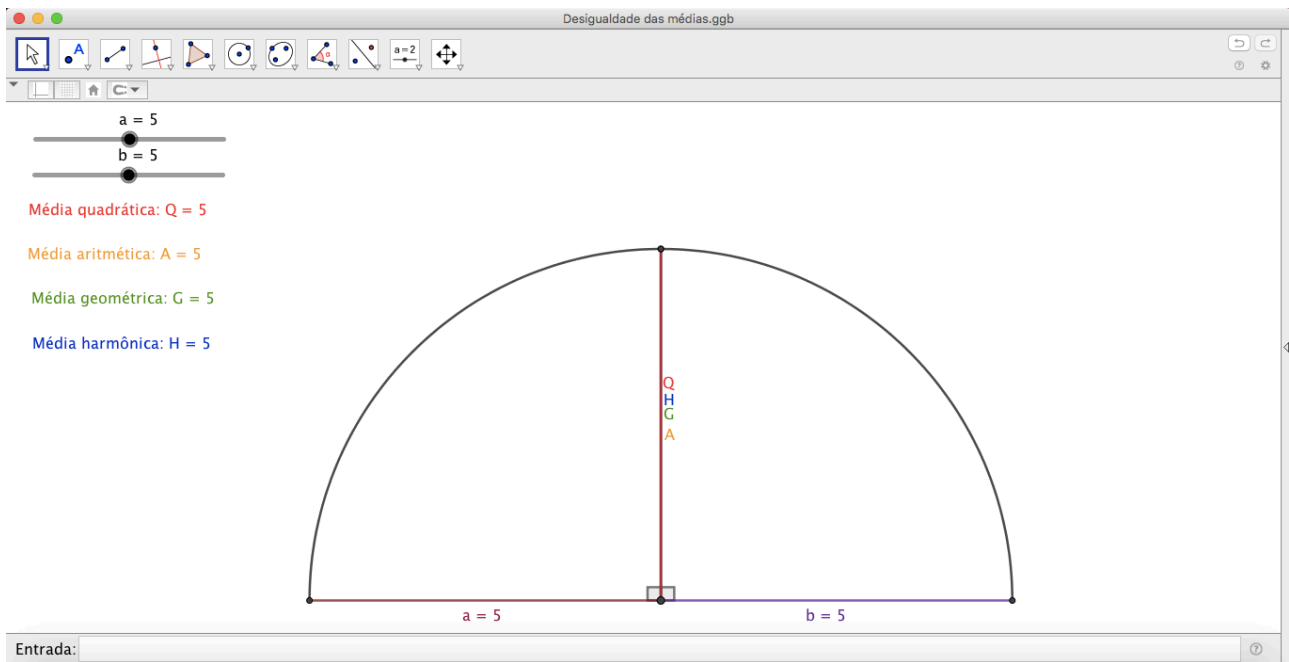 Desigualdade das médias.ggb
A
a = 2
a = 5
b = 5
Média quadrática: Q = 5
Média aritmética: A = 5
Média geométrica: G = 5
Média harmônica: H = 5
Q
H
G
A
a = 5
b = 5
Entrada: